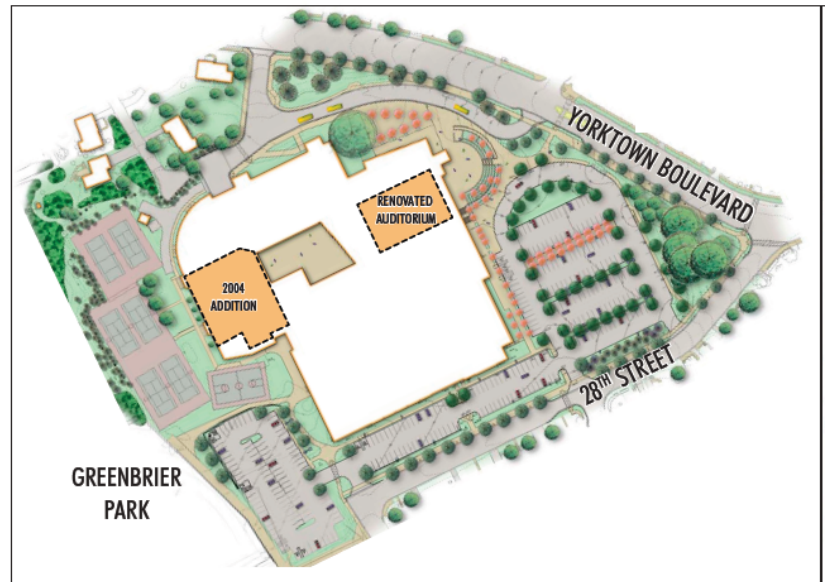 YORKTOWN BOULEVARD
RENOVATED
AUDITORIUM
2004
ADDITION
28TH STREET
GREENBRIER
PARK